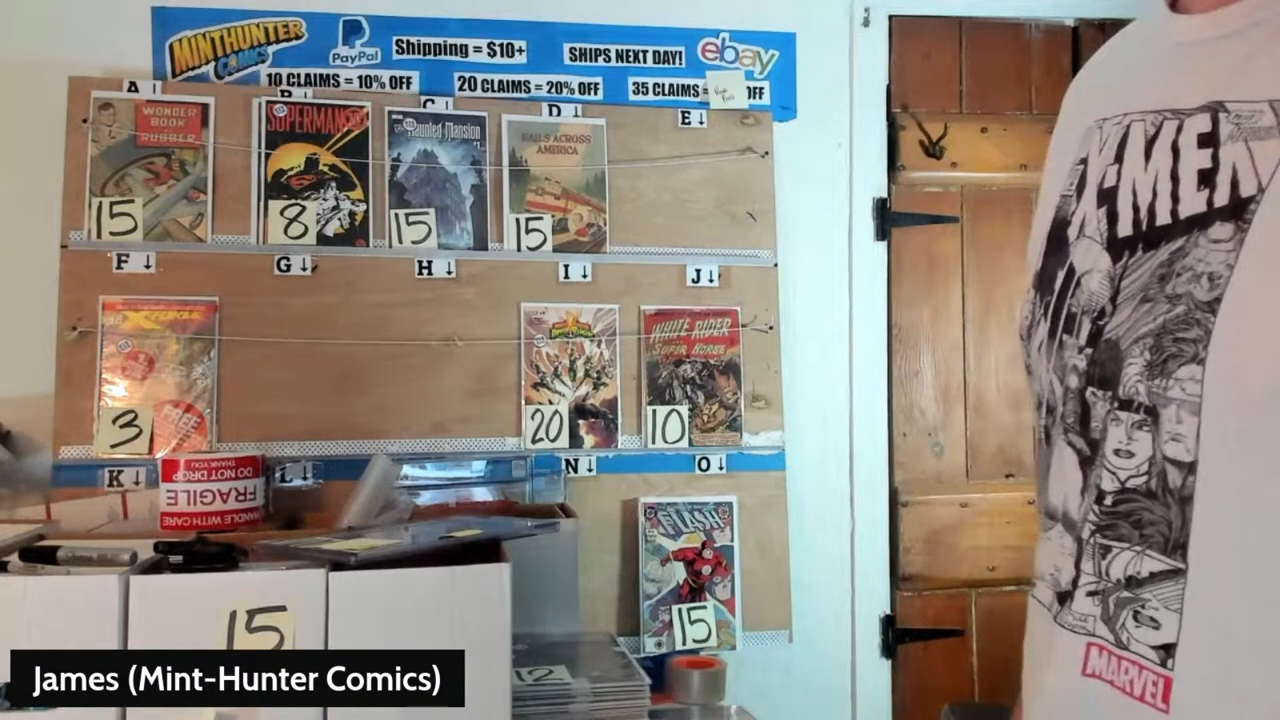 MINTHUNTER
COMICS
PayPal
Shipping = $10+
SHIPS NEXT DAY!
ebay
10 CLAIMS = 10% OFF
20 CLAIMS = 20% OFF
35 CLAIMS =
OFF
A↓
B↓
C↓
D↓
E↓
WONDER
BOOK
RUBBER
15
SUPERMAN
8
Haunted Mansion
#1
15
RAILS ACROSS
AMERICA
15
F↓
G↓
H↓
I↓
J↓
X-FORCE
FREE
3
20
WHITE RIDER
SUPER HORSE
10
K↓
L↓
N↓
O↓
HANDLE WITH CARE
FRAGILE
DO NOT DROP
THANK YOU
FLASH
15
15
12
X-MEN
MARVEL
James (Mint-Hunter Comics)